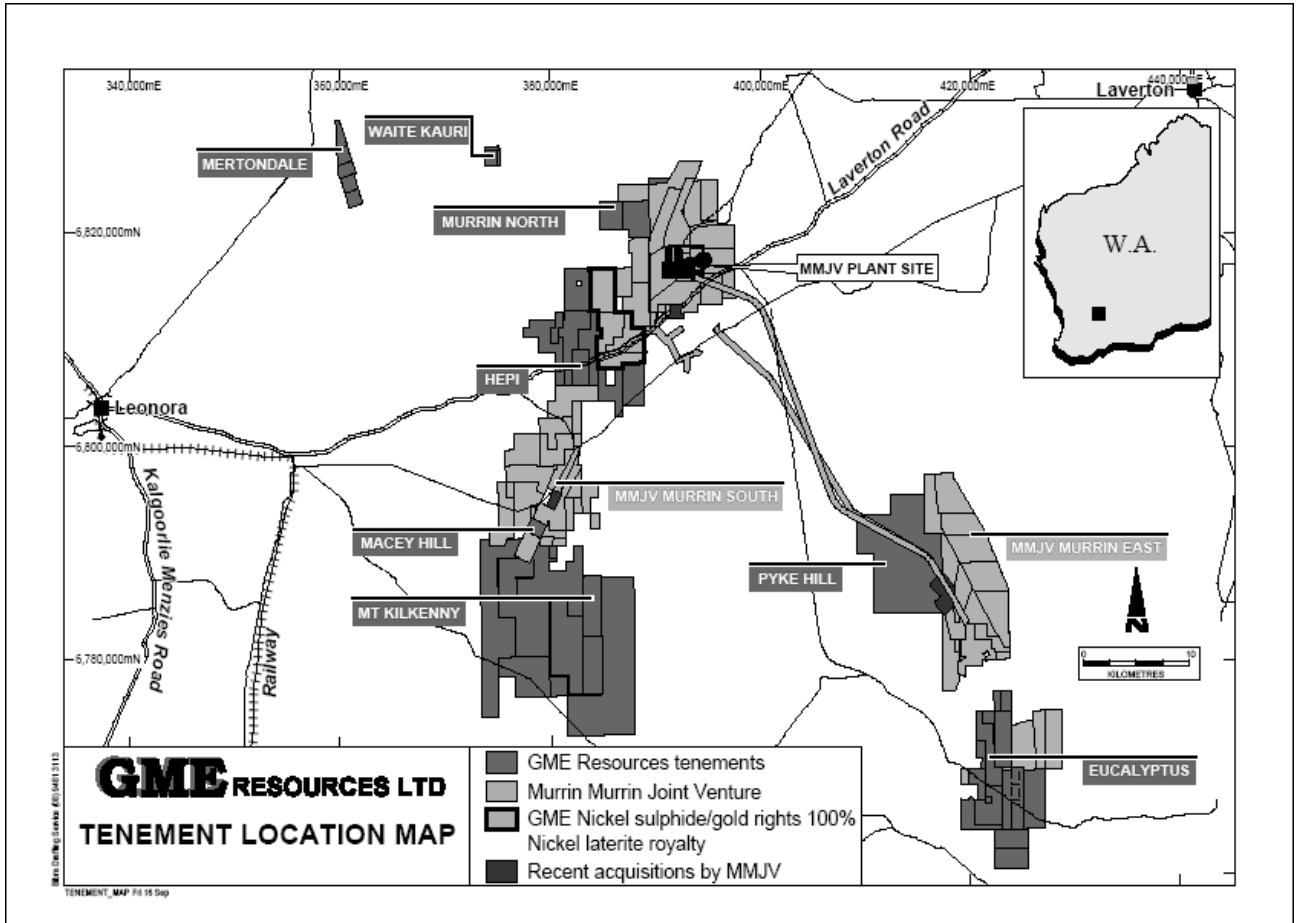 340,000mE
360,000mE
380,000mE
400,000mE
420,000mE
440,000mE
Laverton
WAITE KAURI
MERTONDALE
Laverton Road
MURRIN NORTH
6,820,000mN
W.A.
MMJV PLANT SITE
HEPI
Leonora
6,800,000mN
Kalgoorlie Menzies Road
Railway
MMJV MURRIN SOUTH
MACEY HILL
MMJV MURRIN EAST
PYKE HILL
MT KILKENNY
N
6,780,000mN
0 10
KILOMETRES
EUCALYPTUS
GME RESOURCES LTD
TENEMENT LOCATION MAP
GME Resources tenements
Murrin Murrin Joint Venture
GME Nickel sulphide/gold rights 100%
Nickel laterite royalty
Recent acquisitions by MMJV
TENEMENT_MAP Fri 16 Sep